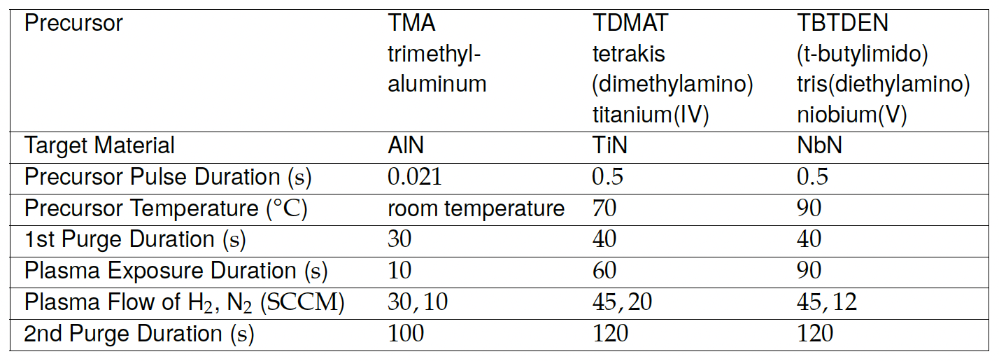 Precursor TMA TDMAT TBTDEN
trimethyl- tetrakis (t-butylimido)
aluminum (dimethylamino) tris(diethylamino)
titanium(IV) niobium(V)
Target Material AlN TiN NbN
Precursor Pulse Duration (s) 0.021 0.5 0.5
Precursor Temperature (°C) room temperature 70 90
1st Purge Duration (s) 30 40 40
Plasma Exposure Duration (s) 10 60 90
Plasma Flow of H₂, N₂ (SCCM) 30, 10 45, 20 45, 12
2nd Purge Duration (s) 100 120 120